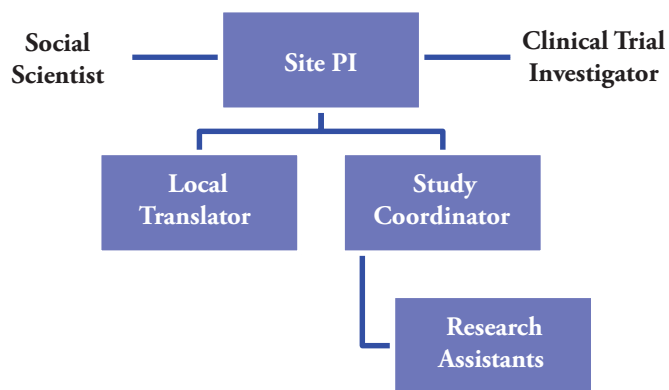 Social
Scientist
Site PI
Clinical Trial
Investigator
Local
Translator
Study
Coordinator
Research
Assistants